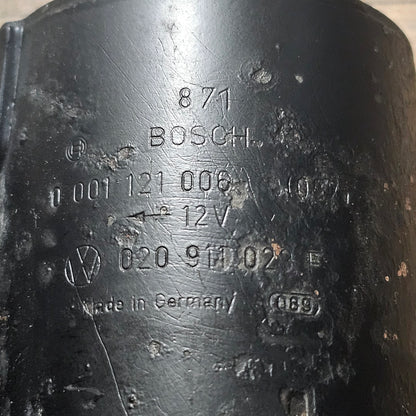 871
BOSCH
0 001 121 006
12V
020 911 02
Made in Germany 089